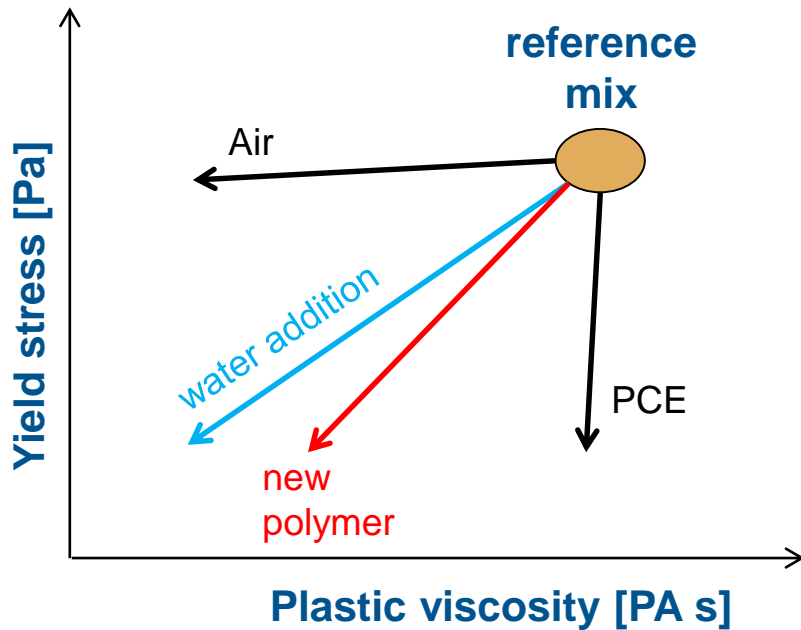 reference
mix
Air
Yield stress [Pa]
water addition
PCE
new
polymer
Plastic viscosity [PA s]